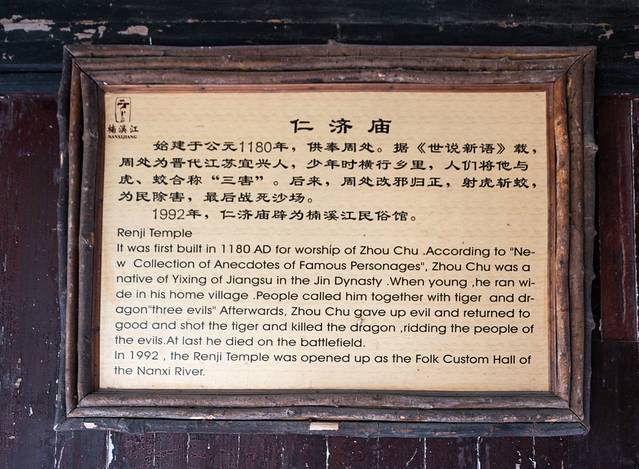 楠溪江
NANXIJIANG
仁济庙
始建于公元1180年，供奉周处。据《世说新语》载，
周处为晋代江苏宜兴人，少年时横行乡里，人们将他与
虎、蛟合称“三害”。后来，周处改邪归正，射虎斩蛟，
为民除害，最后战死沙场。
1992年，仁济庙辟为楠溪江民俗馆。
Renji Temple
It was first built in 1180 AD for worship of Zhou Chu .According to "Ne-
w Collection of Anecdotes of Famous Personages", Zhou Chu was a
native of Yixing of Jiangsu in the Jin Dynasty .When young ,he ran wi-
de in his home village .People called him together with tiger and dr-
agon"three evils" Afterwards, Zhou Chu gave up evil and returned to
good and shot the tiger and killed the dragon ,ridding the people of
the evils.At last he died on the battlefield.
In 1992 , the Renji Temple was opened up as the Folk Custom Hall of
the Nanxi River.